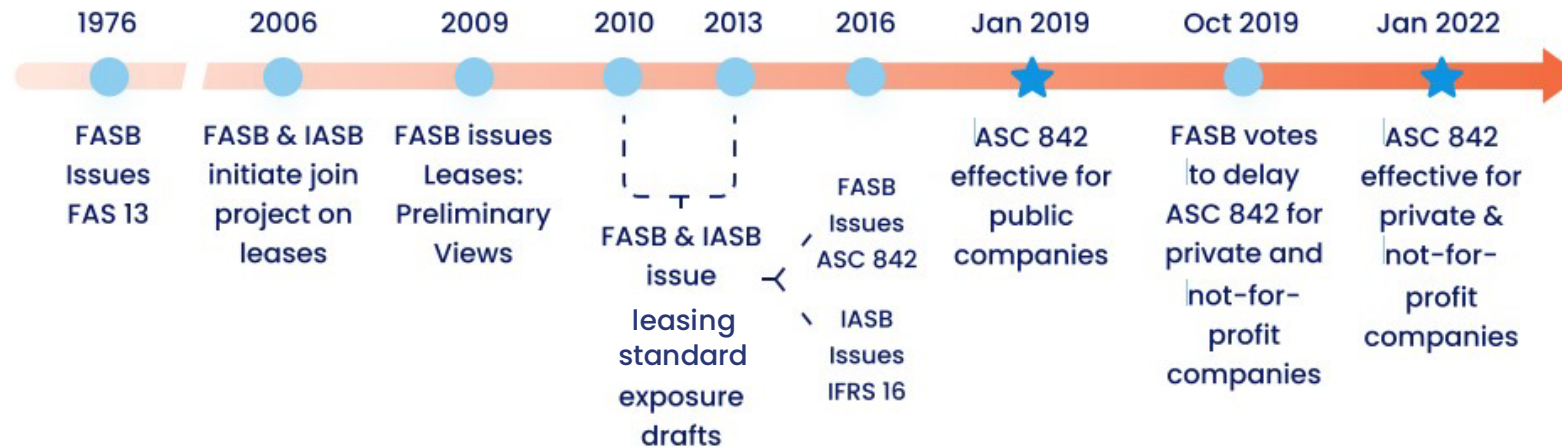 1976
2006
2009
2010
2013
2016
Jan 2019
Oct 2019
Jan 2022
FASB
Issues
FAS 13
FASB & IASB
initiate join
project on
leases
FASB issues
Leases:
Preliminary
Views
FASB & IASB
issue
leasing
standard
exposure
drafts
FASB
Issues
ASC 842
IASB
Issues
IFRS 16
ASC 842
effective for
public
companies
FASB votes
to delay
ASC 842 for
private and
not-for-
profit
companies
ASC 842
effective for
private &
not-for-
profit
companies